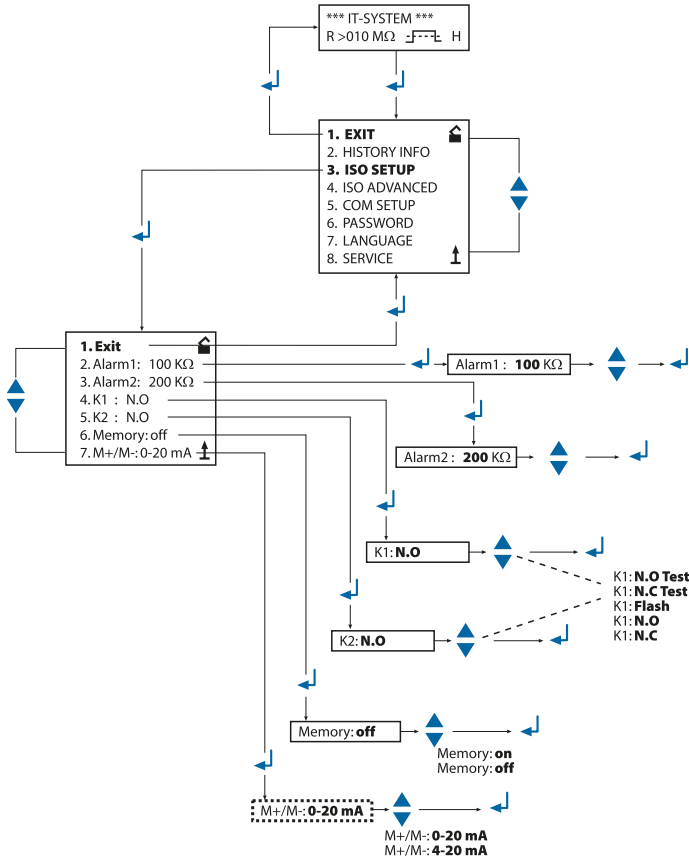 *** IT-SYSTEM ***
R >010 MΩ H
1. EXIT
2. HISTORY INFO
3. ISO SETUP
4. ISO ADVANCED
5. COM SETUP
6. PASSWORD
7. LANGUAGE
8. SERVICE
1. Exit
2. Alarm1: 100 KΩ
3. Alarm2: 200 KΩ
4. K1 : N.O
5. K2 : N.O
6. Memory: off
7. M+/M-: 0-20 mA
Alarm1 : 100 KΩ
Alarm2 : 200 KΩ
K1: N.O
K1: N.O Test
K1: N.C Test
K1: Flash
K1: N.O
K1: N.C
K2: N.O
Memory: off
Memory: on
Memory: off
M+/M-: 0-20 mA
M+/M-: 0-20 mA
M+/M-: 4-20 mA